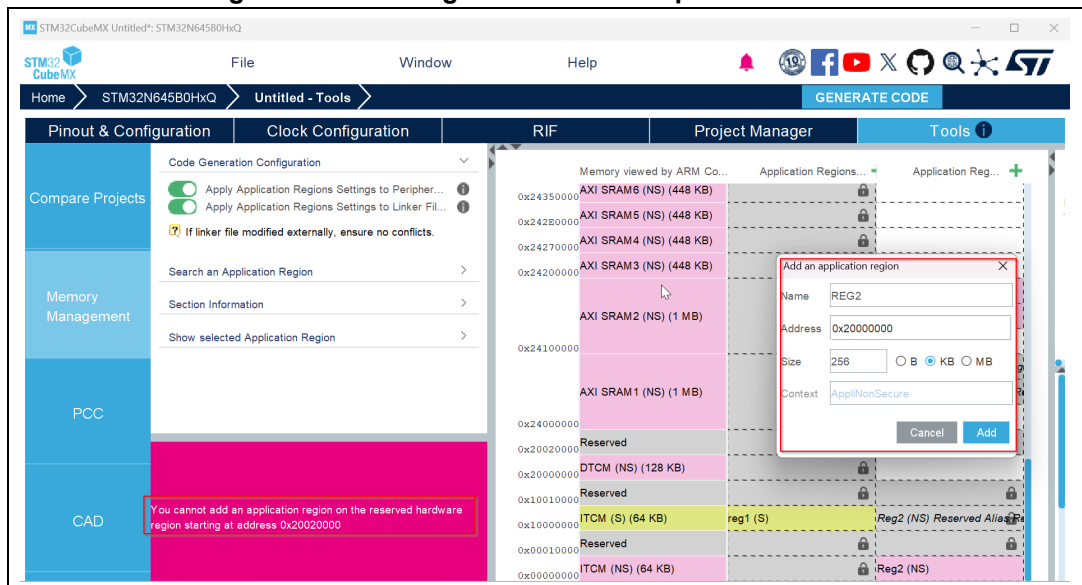 STM32CubeMX Untitled*: STM32N645B0HxQ
STM32 CubeMX
File Window Help
Home STM32N645B0HxQ Untitled - Tools GENERATE CODE
Pinout & Configuration Clock Configuration RIF Project Manager Tools
Compare Projects
Memory Management
PCC
CAD
Code Generation Configuration
Apply Application Regions Settings to Peripher...
Apply Application Regions Settings to Linker Fil...
If linker file modified externally, ensure no conflicts.
Search an Application Region
Section Information
Show selected Application Region
You cannot add an application region on the reserved hardware
region starting at address 0x20020000
Memory viewed by ARM Co... Application Regions... Application Reg...
AXI SRAM6 (NS) (448 KB)
0x24350000
AXI SRAM5 (NS) (448 KB)
0x242E0000
AXI SRAM4 (NS) (448 KB)
0x24270000
AXI SRAM3 (NS) (448 KB)
0x24200000
AXI SRAM2 (NS) (1 MB)
0x24100000
AXI SRAM1 (NS) (1 MB)
0x24000000
Reserved
0x20020000
DTCM (NS) (128 KB)
0x20000000
Reserved
0x10010000
ITCM (S) (64 KB) reg1 (S) Reg2 (NS) Reserved Alias
0x10000000
Reserved
0x00010000
ITCM (NS) (64 KB) Reg2 (NS)
0x00000000
Add an application region
Name REG2
Address 0x20000000
Size 256 B KB MB
Context AppliNonSecure
Cancel Add